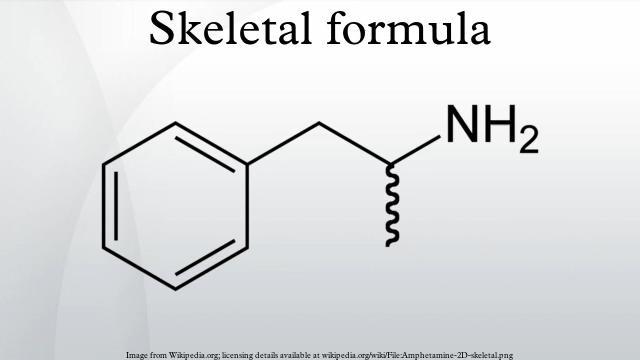 Skeletal formula
NH2
Image from Wikipedia.org; licensing details available at wikipedia.org/wiki/File:Amphetamine-2D-skeletal.png